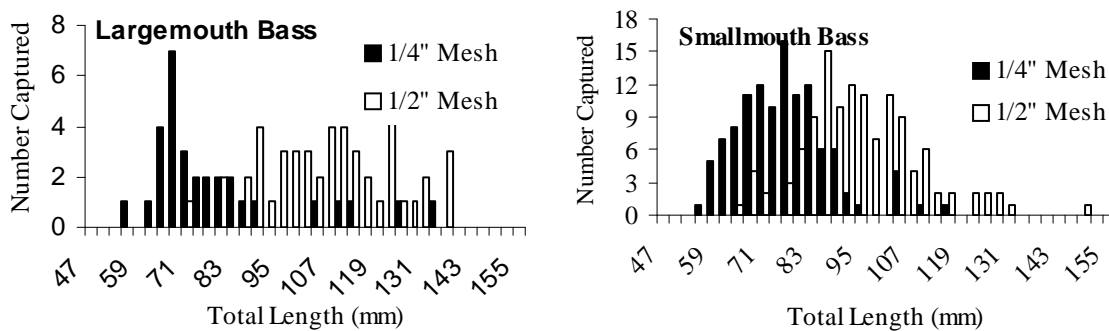 Largemouth Bass
1/4" Mesh
1/2" Mesh
Number Captured
8
6
4
2
0
47 59 71 83 95 107 119 131 143 155
Total Length (mm)
Smallmouth Bass
1/4" Mesh
1/2" Mesh
Number Captured
18
15
12
9
6
3
0
47 59 71 83 95 107 119 131 143 155
Total Length (mm)